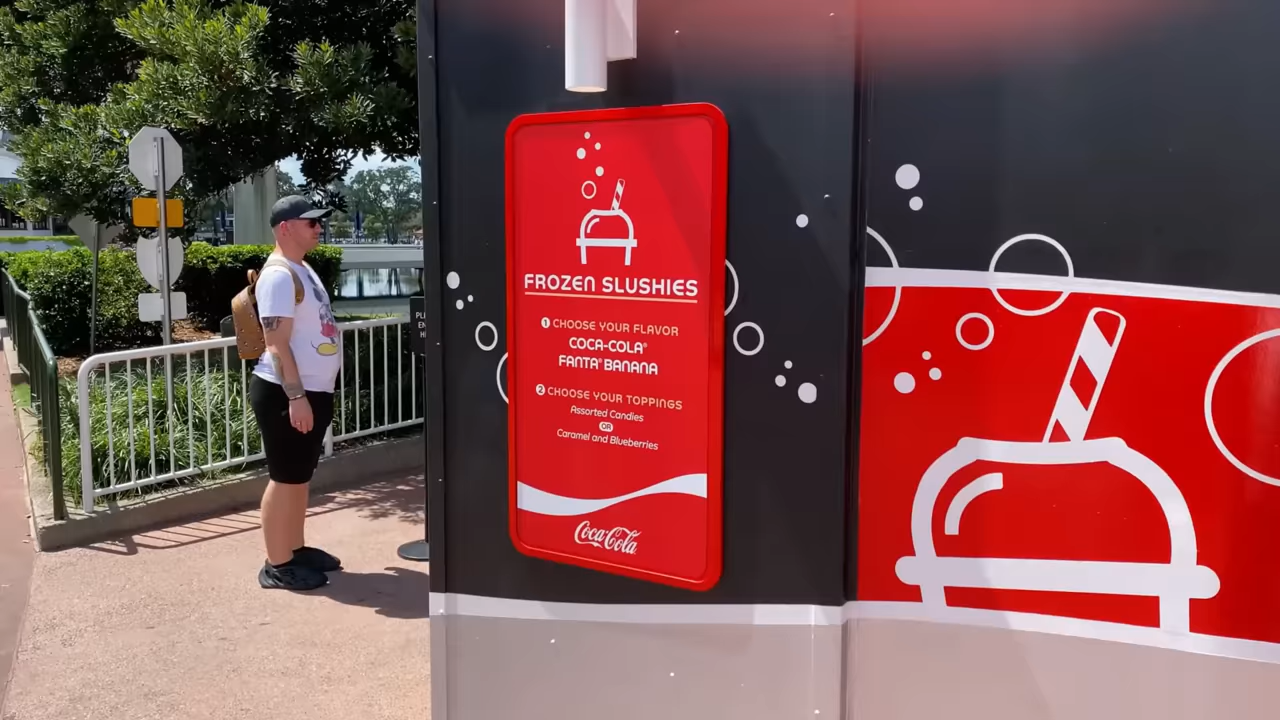 FROZEN SLUSHIES
1 CHOOSE YOUR FLAVOR
COCA-COLA®
FANTA® BANANA
2 CHOOSE YOUR TOPPINGS
Assorted Candies
OR
Caramel and Blueberries
Coca-Cola